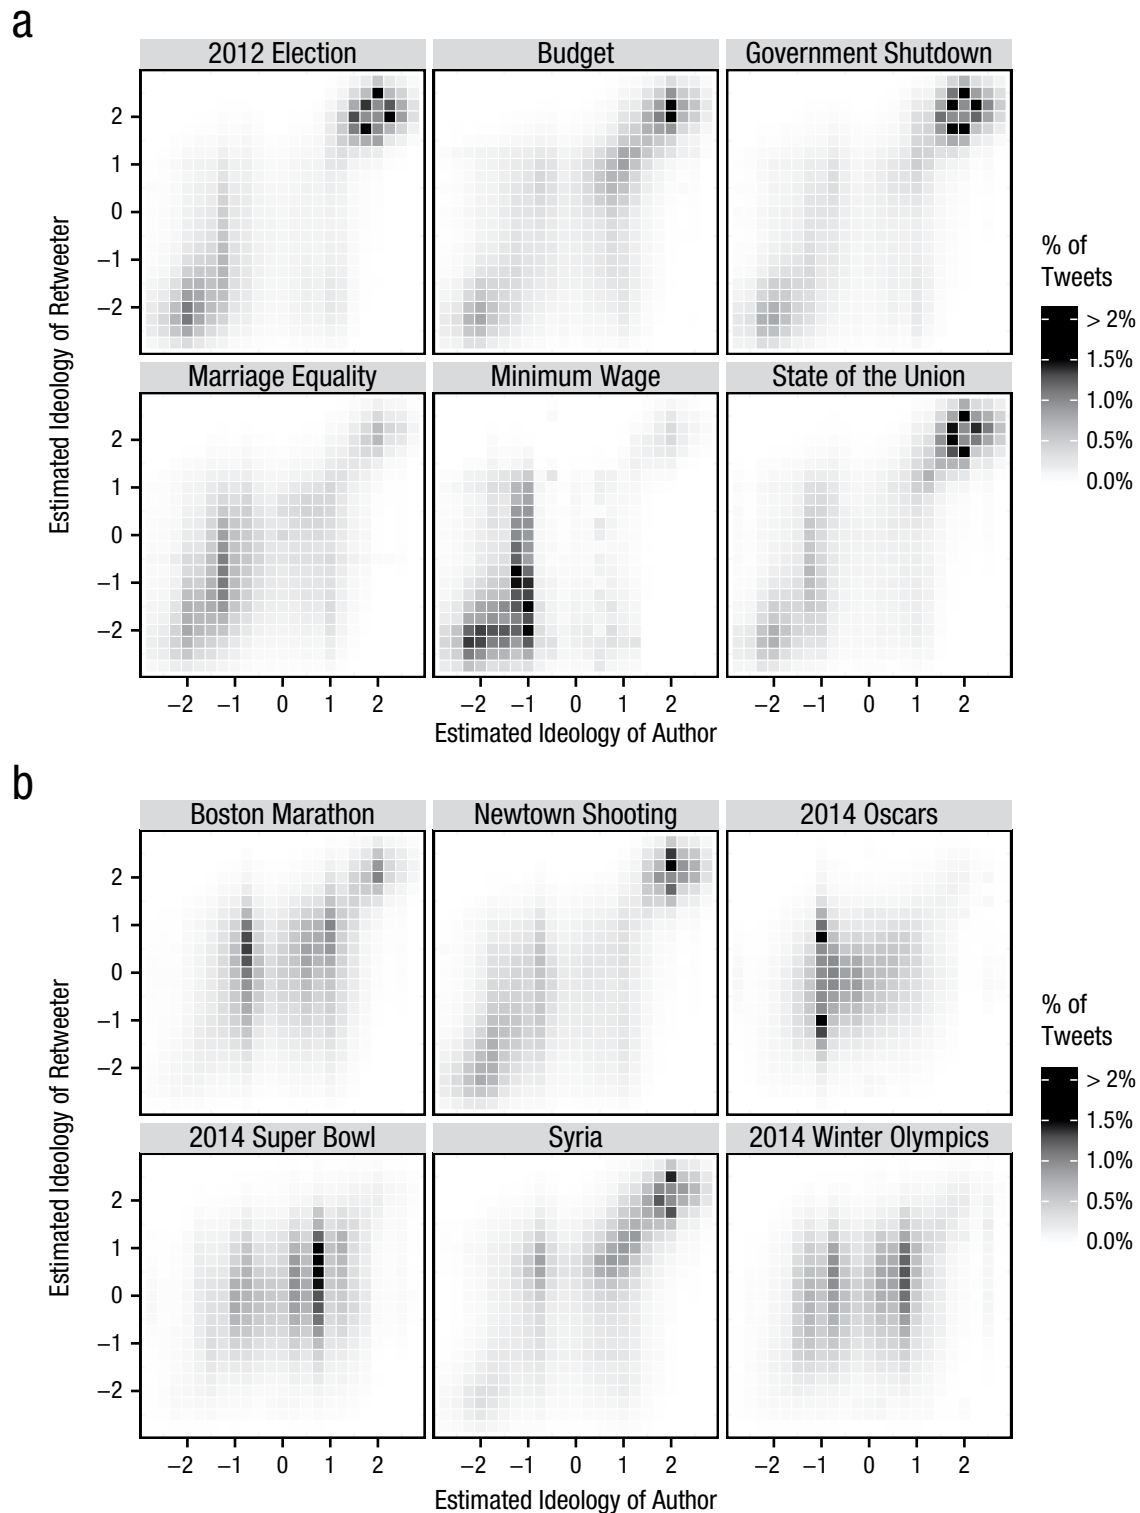 a
2012 Election Budget Government Shutdown
2
1
0
−1
−2
Estimated Ideology of Retweeter
% of
Tweets
> 2%
1.5%
1.0%
0.5%
0.0%
Marriage Equality Minimum Wage State of the Union
2
1
0
−1
−2
−2 −1 0 1 2 −2 −1 0 1 2 −2 −1 0 1 2
Estimated Ideology of Author
b
Boston Marathon Newtown Shooting 2014 Oscars
2
1
0
−1
−2
Estimated Ideology of Retweeter
% of
Tweets
> 2%
1.5%
1.0%
0.5%
0.0%
2014 Super Bowl Syria 2014 Winter Olympics
2
1
0
−1
−2
−2 −1 0 1 2 −2 −1 0 1 2 −2 −1 0 1 2
Estimated Ideology of Author